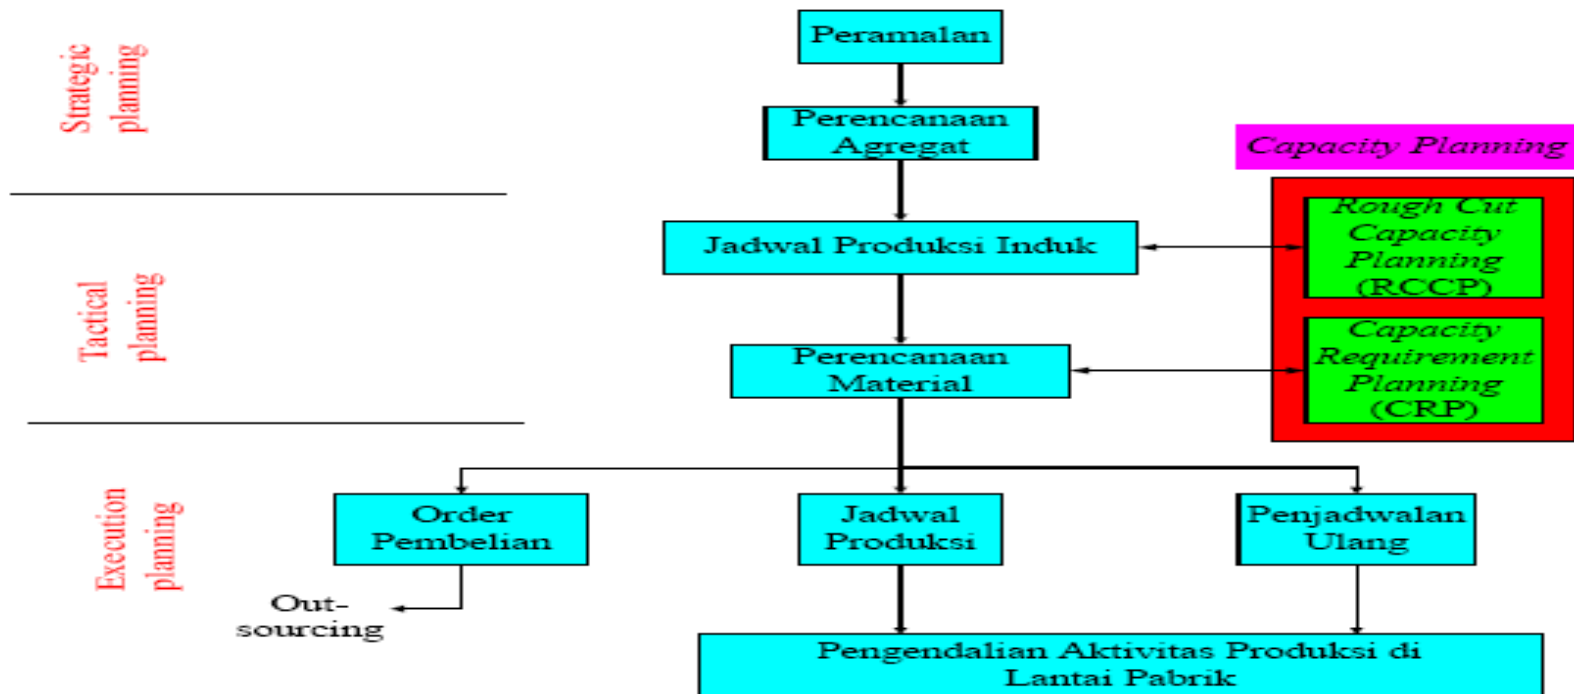 Strategic
planning
Peramalan
Perencanaan
Agregat
Capacity Planning
Tactical
planning
Jadwal Produksi Induk
Rough Cut
Capacity
Planning
(RCCP)
Perencanaan
Material
Capacity
Requirement
Planning
(CRP)
Execution
planning
Order
Pembelian
Jadwal
Produksi
Penjadwalan
Ulang
Out-
sourcing
Pengendalian Aktivitas Produksi di
Lantai Pabrik